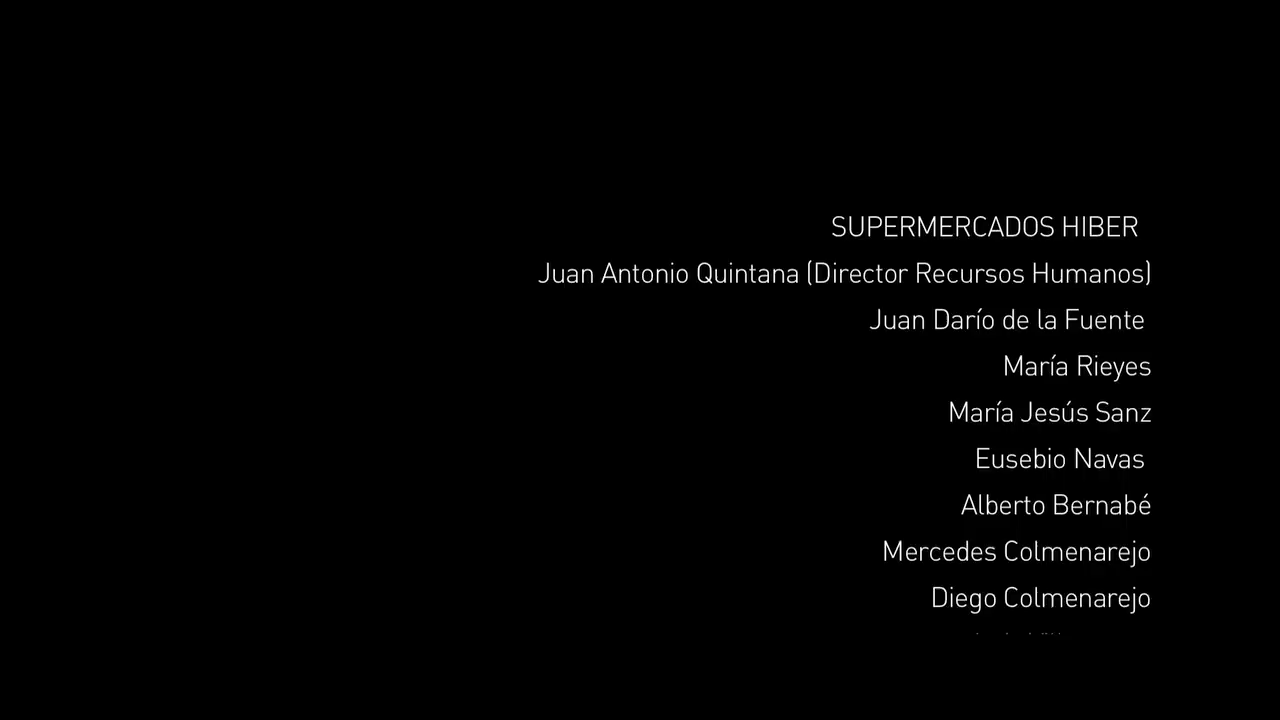 SUPERMERCADOS HIBER
Juan Antonio Quintana (Director Recursos Humanos)
Juan Darío de la Fuente
María Rieyes
María Jesús Sanz
Eusebio Navas
Alberto Bernabé
Mercedes Colmenarejo
Diego Colmenarejo